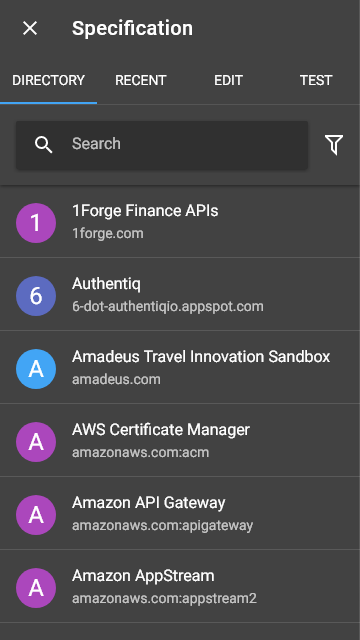 Specification
DIRECTORY RECENT EDIT TEST
Search
1
1Forge Finance APIs
1forge.com
6
Authentiq
6-dot-authentiqio.appspot.com
A
Amadeus Travel Innovation Sandbox
amadeus.com
A
AWS Certificate Manager
amazonaws.com:acm
A
Amazon API Gateway
amazonaws.com:apigateway
A
Amazon AppStream
amazonaws.com:appstream2